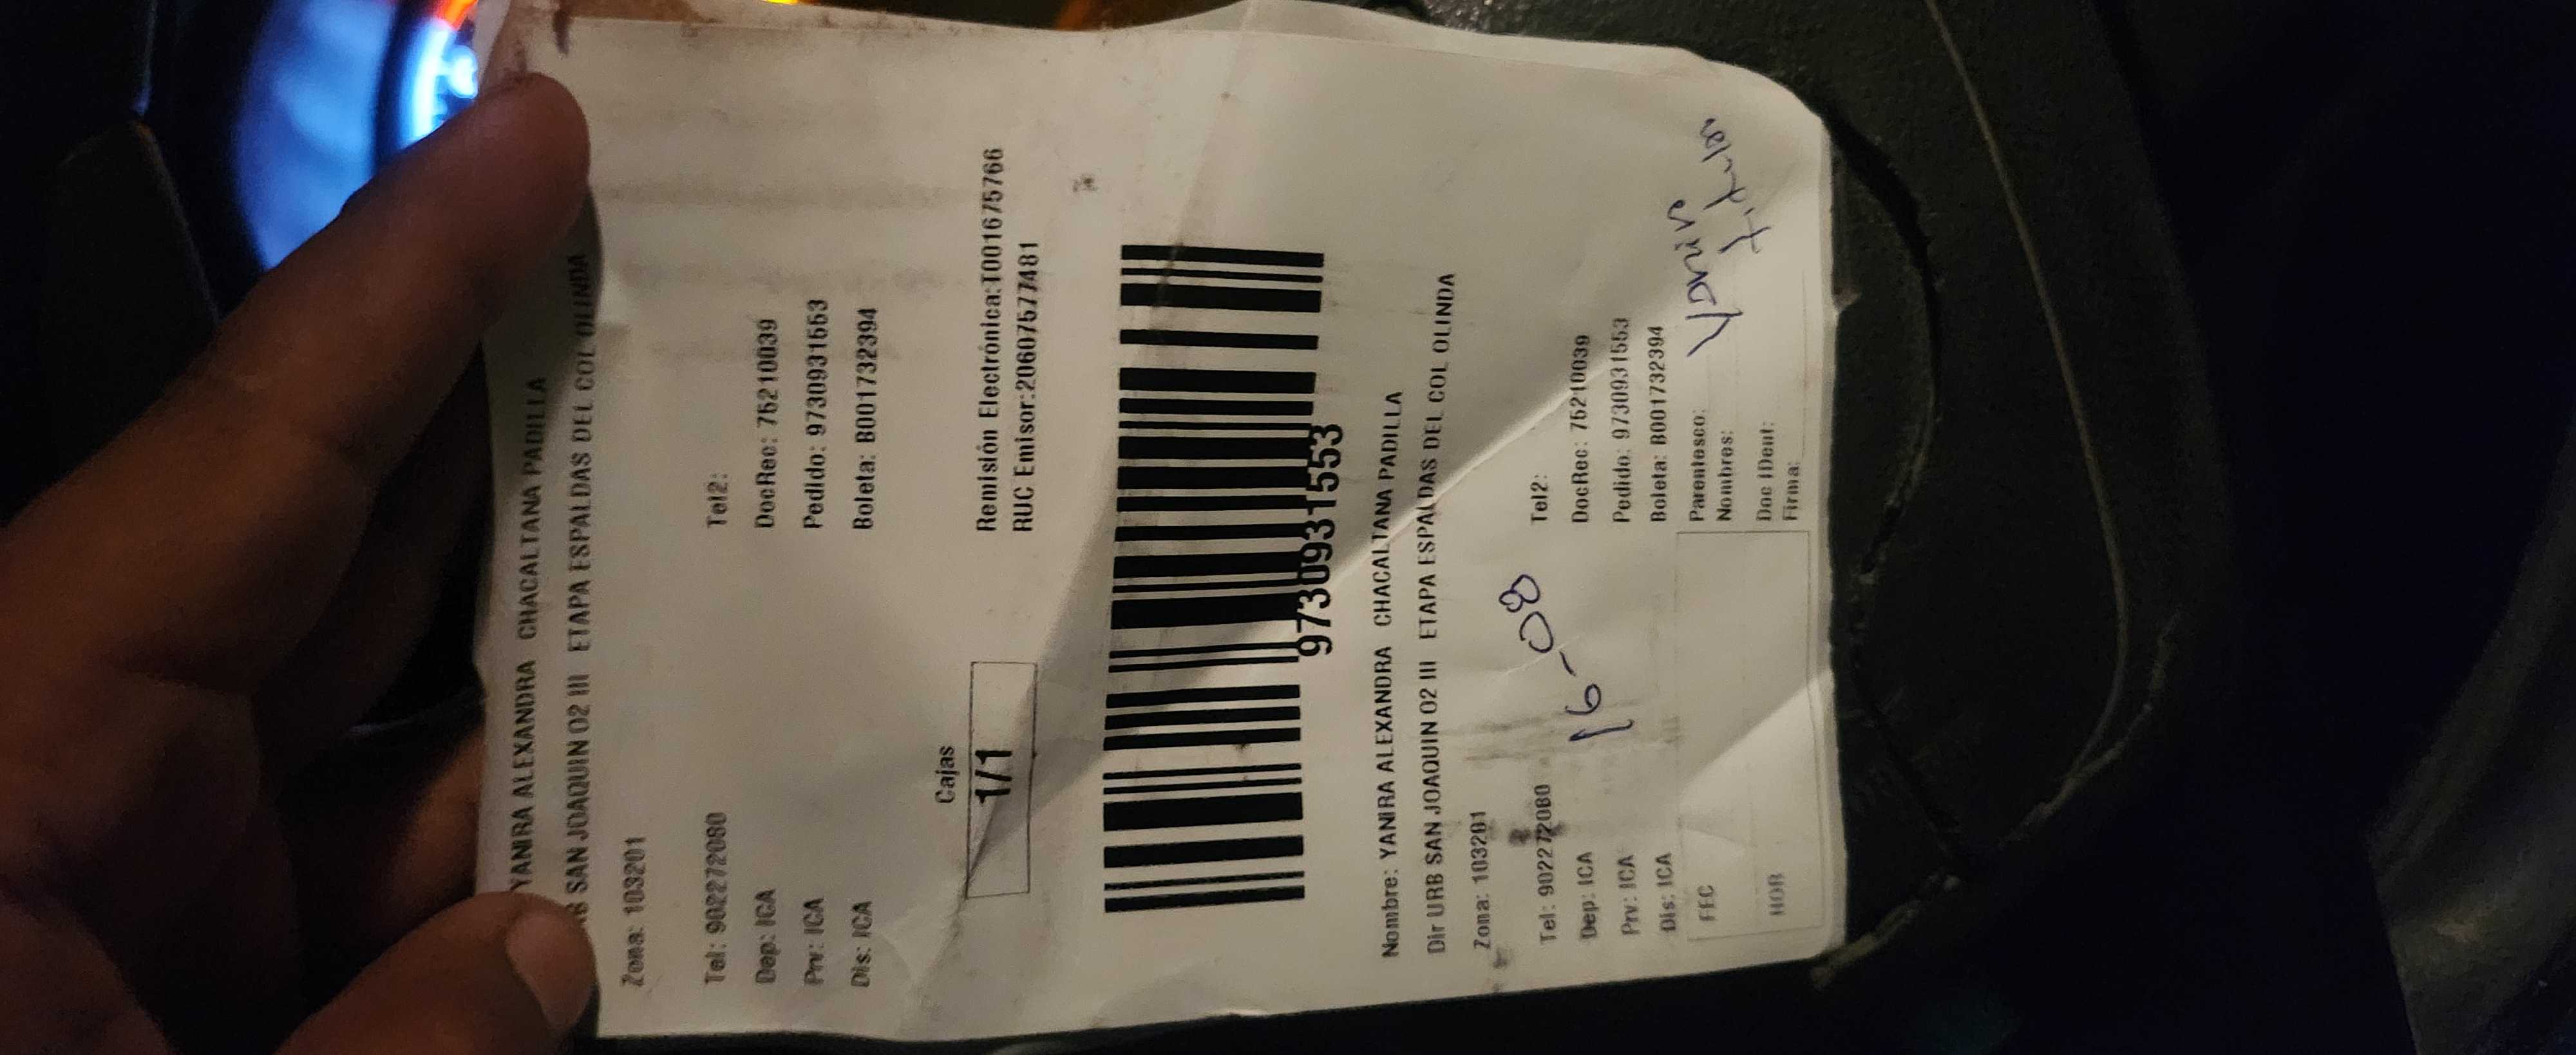 YANIRA ALEXANDRA CHACALTANA PADILLA
SAN JOAQUIN O2 III ETAPA ESPALDAS DEL COL OLINDA
Zona: 103201
Tel: 902272080 Tel2:
Dep: ICA DocRec: 75210039
Prv: ICA Pedido: 9730931553
Dis: ICA Boleta: B001732394
Cajas
1/1
Remisión Electrónica:T001675766
RUC Emisor:20607577481
9730931553
Nombre: YANIRA ALEXANDRA CHACALTANA PADILLA
Dir URB SAN JOAQUIN O2 III ETAPA ESPALDAS DEL COL OLINDA
Zona: 103201
16-08
Tel: 902272080 Tel2:
Dep: ICA DocRec: 75210039
Prv: ICA Pedido: 9730931553
Dis: ICA Boleta: B001732394
FEC
HOR
Parentesco:
Nombres:
Yanira
titular
Doc IDent:
Firma: